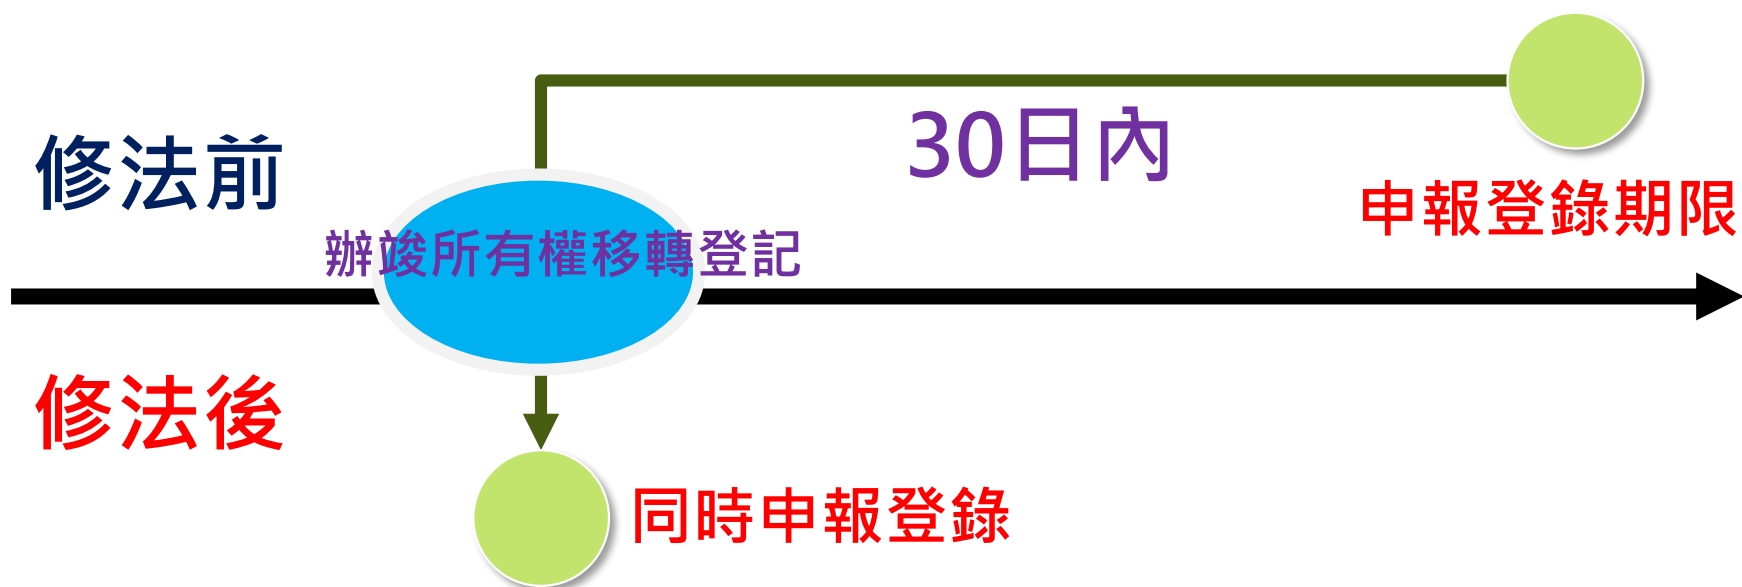 30日內
修法前
申報登錄期限
辦竣所有權移轉登記
修法後
同時申報登錄